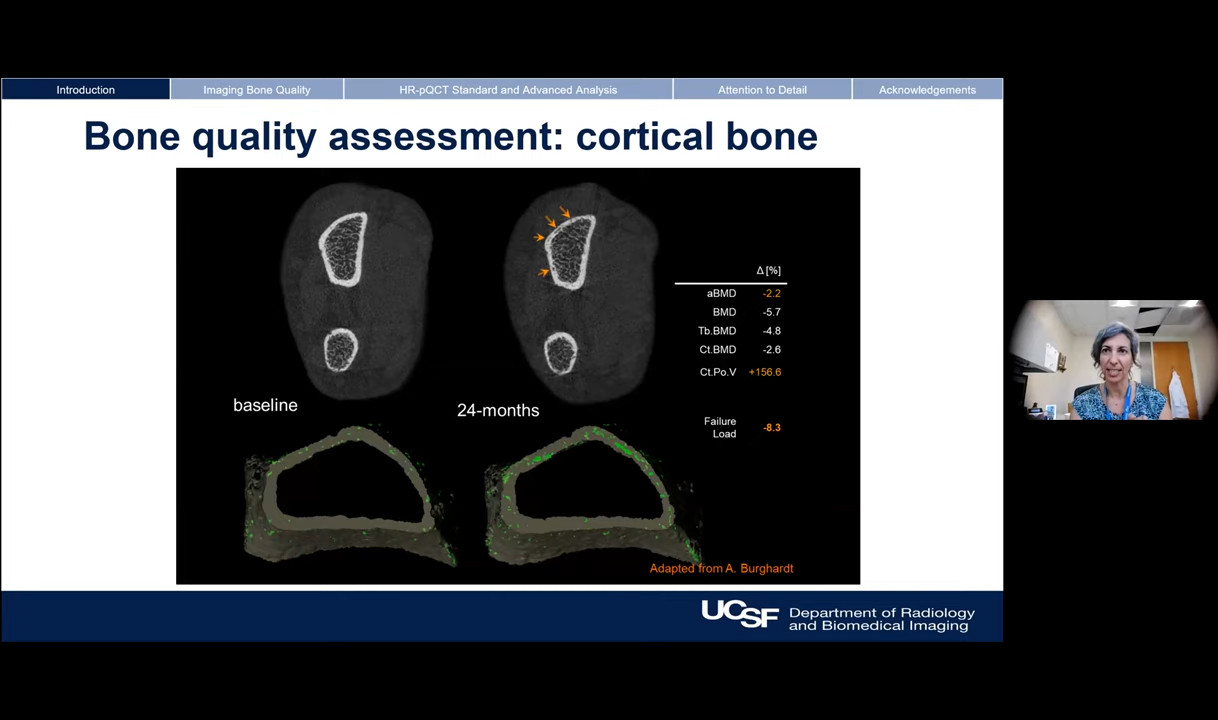 Introduction
Imaging Bone Quality
HR-pQCT Standard and Advanced Analysis
Attention to Detail
Acknowledgements
Bone quality assessment: cortical bone
Δ [%]
aBMD -2.2
BMD -5.7
Tb.BMD -4.8
Ct.BMD -2.6
Ct.Po.V +156.6
Failure
Load -8.3
baseline
24-months
Adapted from A. Burghardt
UCSF
Department of Radiology
and Biomedical Imaging